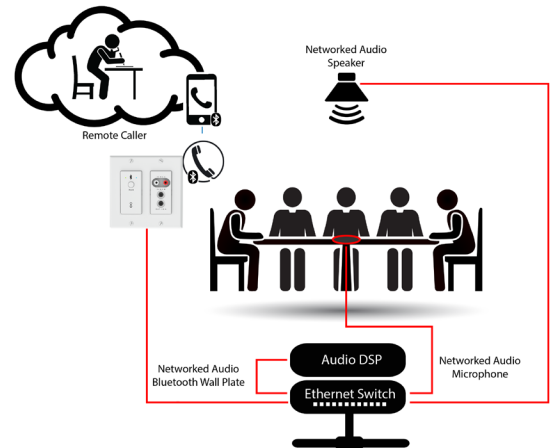 Networked Audio
Speaker
Remote Caller
Audio DSP
Networked Audio
Bluetooth Wall Plate
Networked Audio
Microphone
Ethernet Switch